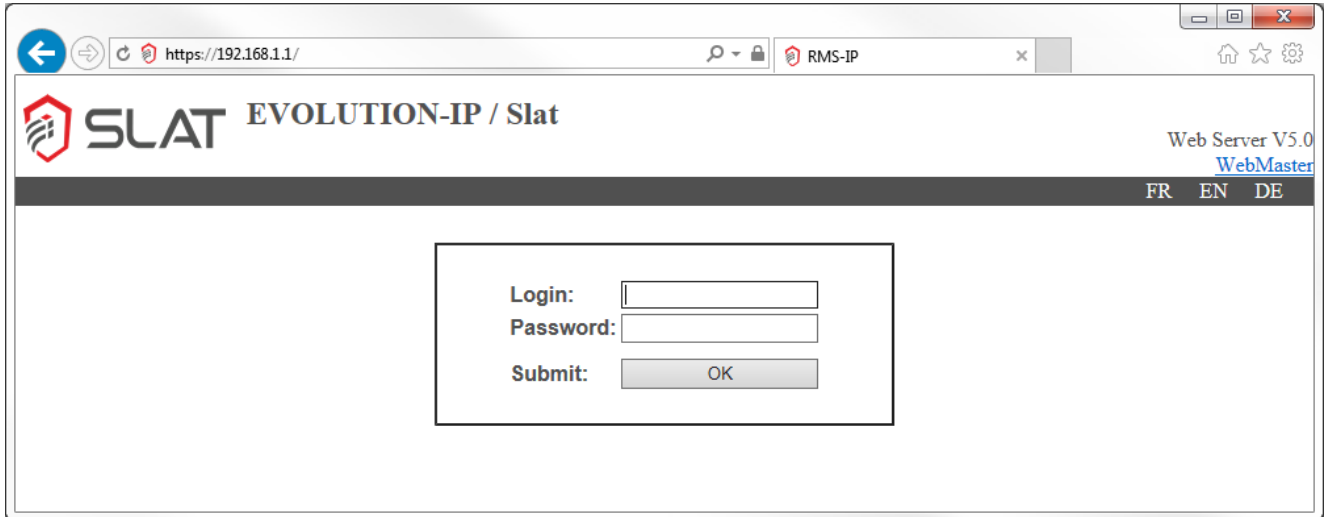 https://192.168.1.1/
RMS-IP
SLAT
EVOLUTION-IP / Slat
Web Server V5.0
WebMaster
FR EN DE
Login:
Password:
Submit: OK